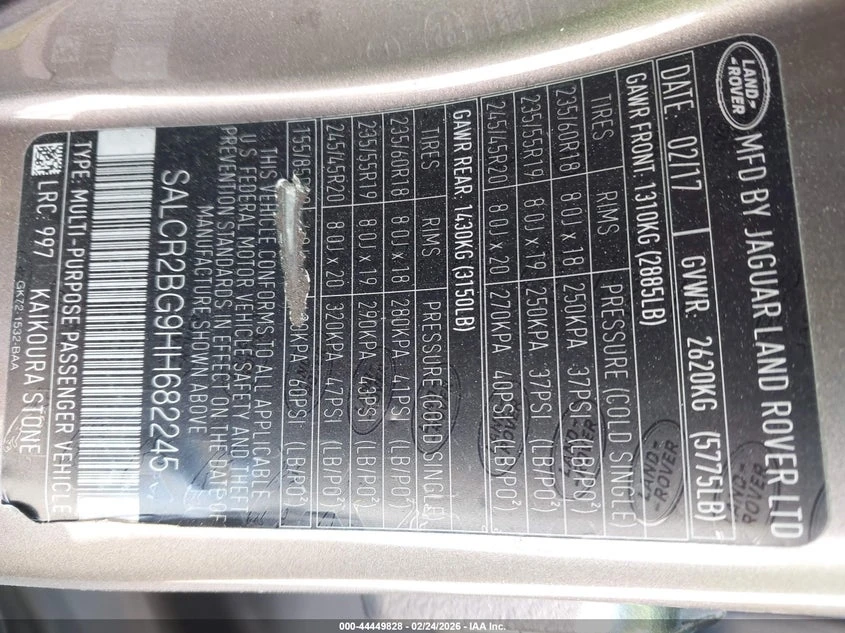 LAND-
-ROVER
MFD BY JAGUAR LAND ROVER LTD
DATE: 02/17 GVWR. 2620KG (5775LB)
GAWR FRONT: 1310KG (2885LB)
TIRES RIMS PRESSURE (COLD SINGLE)
235/60R18 8.0J x 18 250KPA 37PSI (LB/PO²)
235/55R19 8.0J x 19 250KPA 37PSI (LB/PO²)
245/45R20 8.0J x 20 270KPA 40PSI (LB/PO²)
GAWR REAR: 1430KG (3150LB)
TIRES RIMS PRESSURE (COLD SINGLE)
235/60R18 8.0J x 18 280KPA 41PSI (LB/PO²)
235/55R19 8.0J x 19 290KPA 43PSI (LB/PO²)
245/45R20 8.0J x 20 320KPA 47PSI (LB/PO²)
60PSI (LB/PO²)
THIS VEHICLE CONFORMS TO ALL APPLICABLE
U.S FEDERAL MOTOR VEHICLE SAFETY AND THEFT
PREVENTION STANDARDS IN EFFECT ON THE DATE OF
MANUFACTURE SHOWN ABOVE
SALCR2BG9HH682245
TYPE: MULTI-PURPOSE PASSENGER VEHICLE
LRC 997 KAIKOURA STONE
GK72 1532-BAA
000-44449828 - 02/24/2026 - IAA Inc.